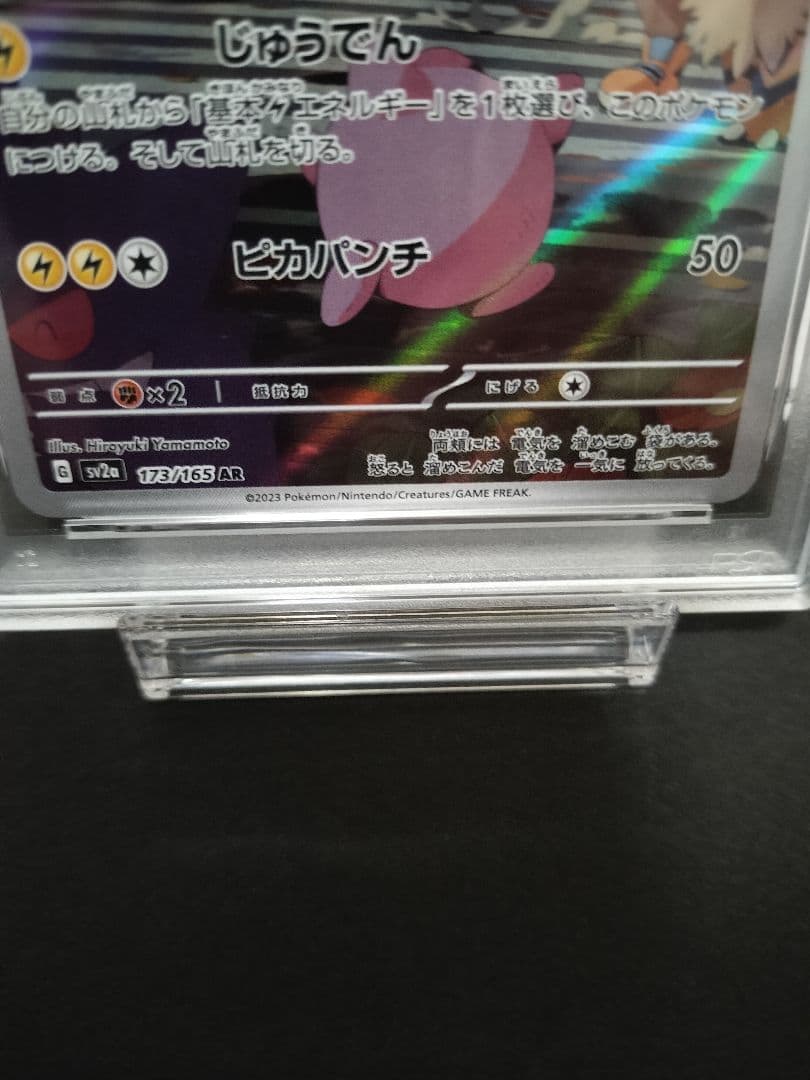 じゅうでん
自分の山札から「基本エネルギー」を1枚選び、このポケモン
につける。そして山札を切る。
ピカパンチ 50
弱点 ×2 抵抗力 にげる
Illus. Hiroyuki Yamamoto
G sv2a 173/165 AR
両頬には 電気を 溜めこむ 袋がある。
怒ると 溜めこんだ 電気を 一気に 放ってくる。
©2023 Pokémon/Nintendo/Creatures/GAME FREAK.